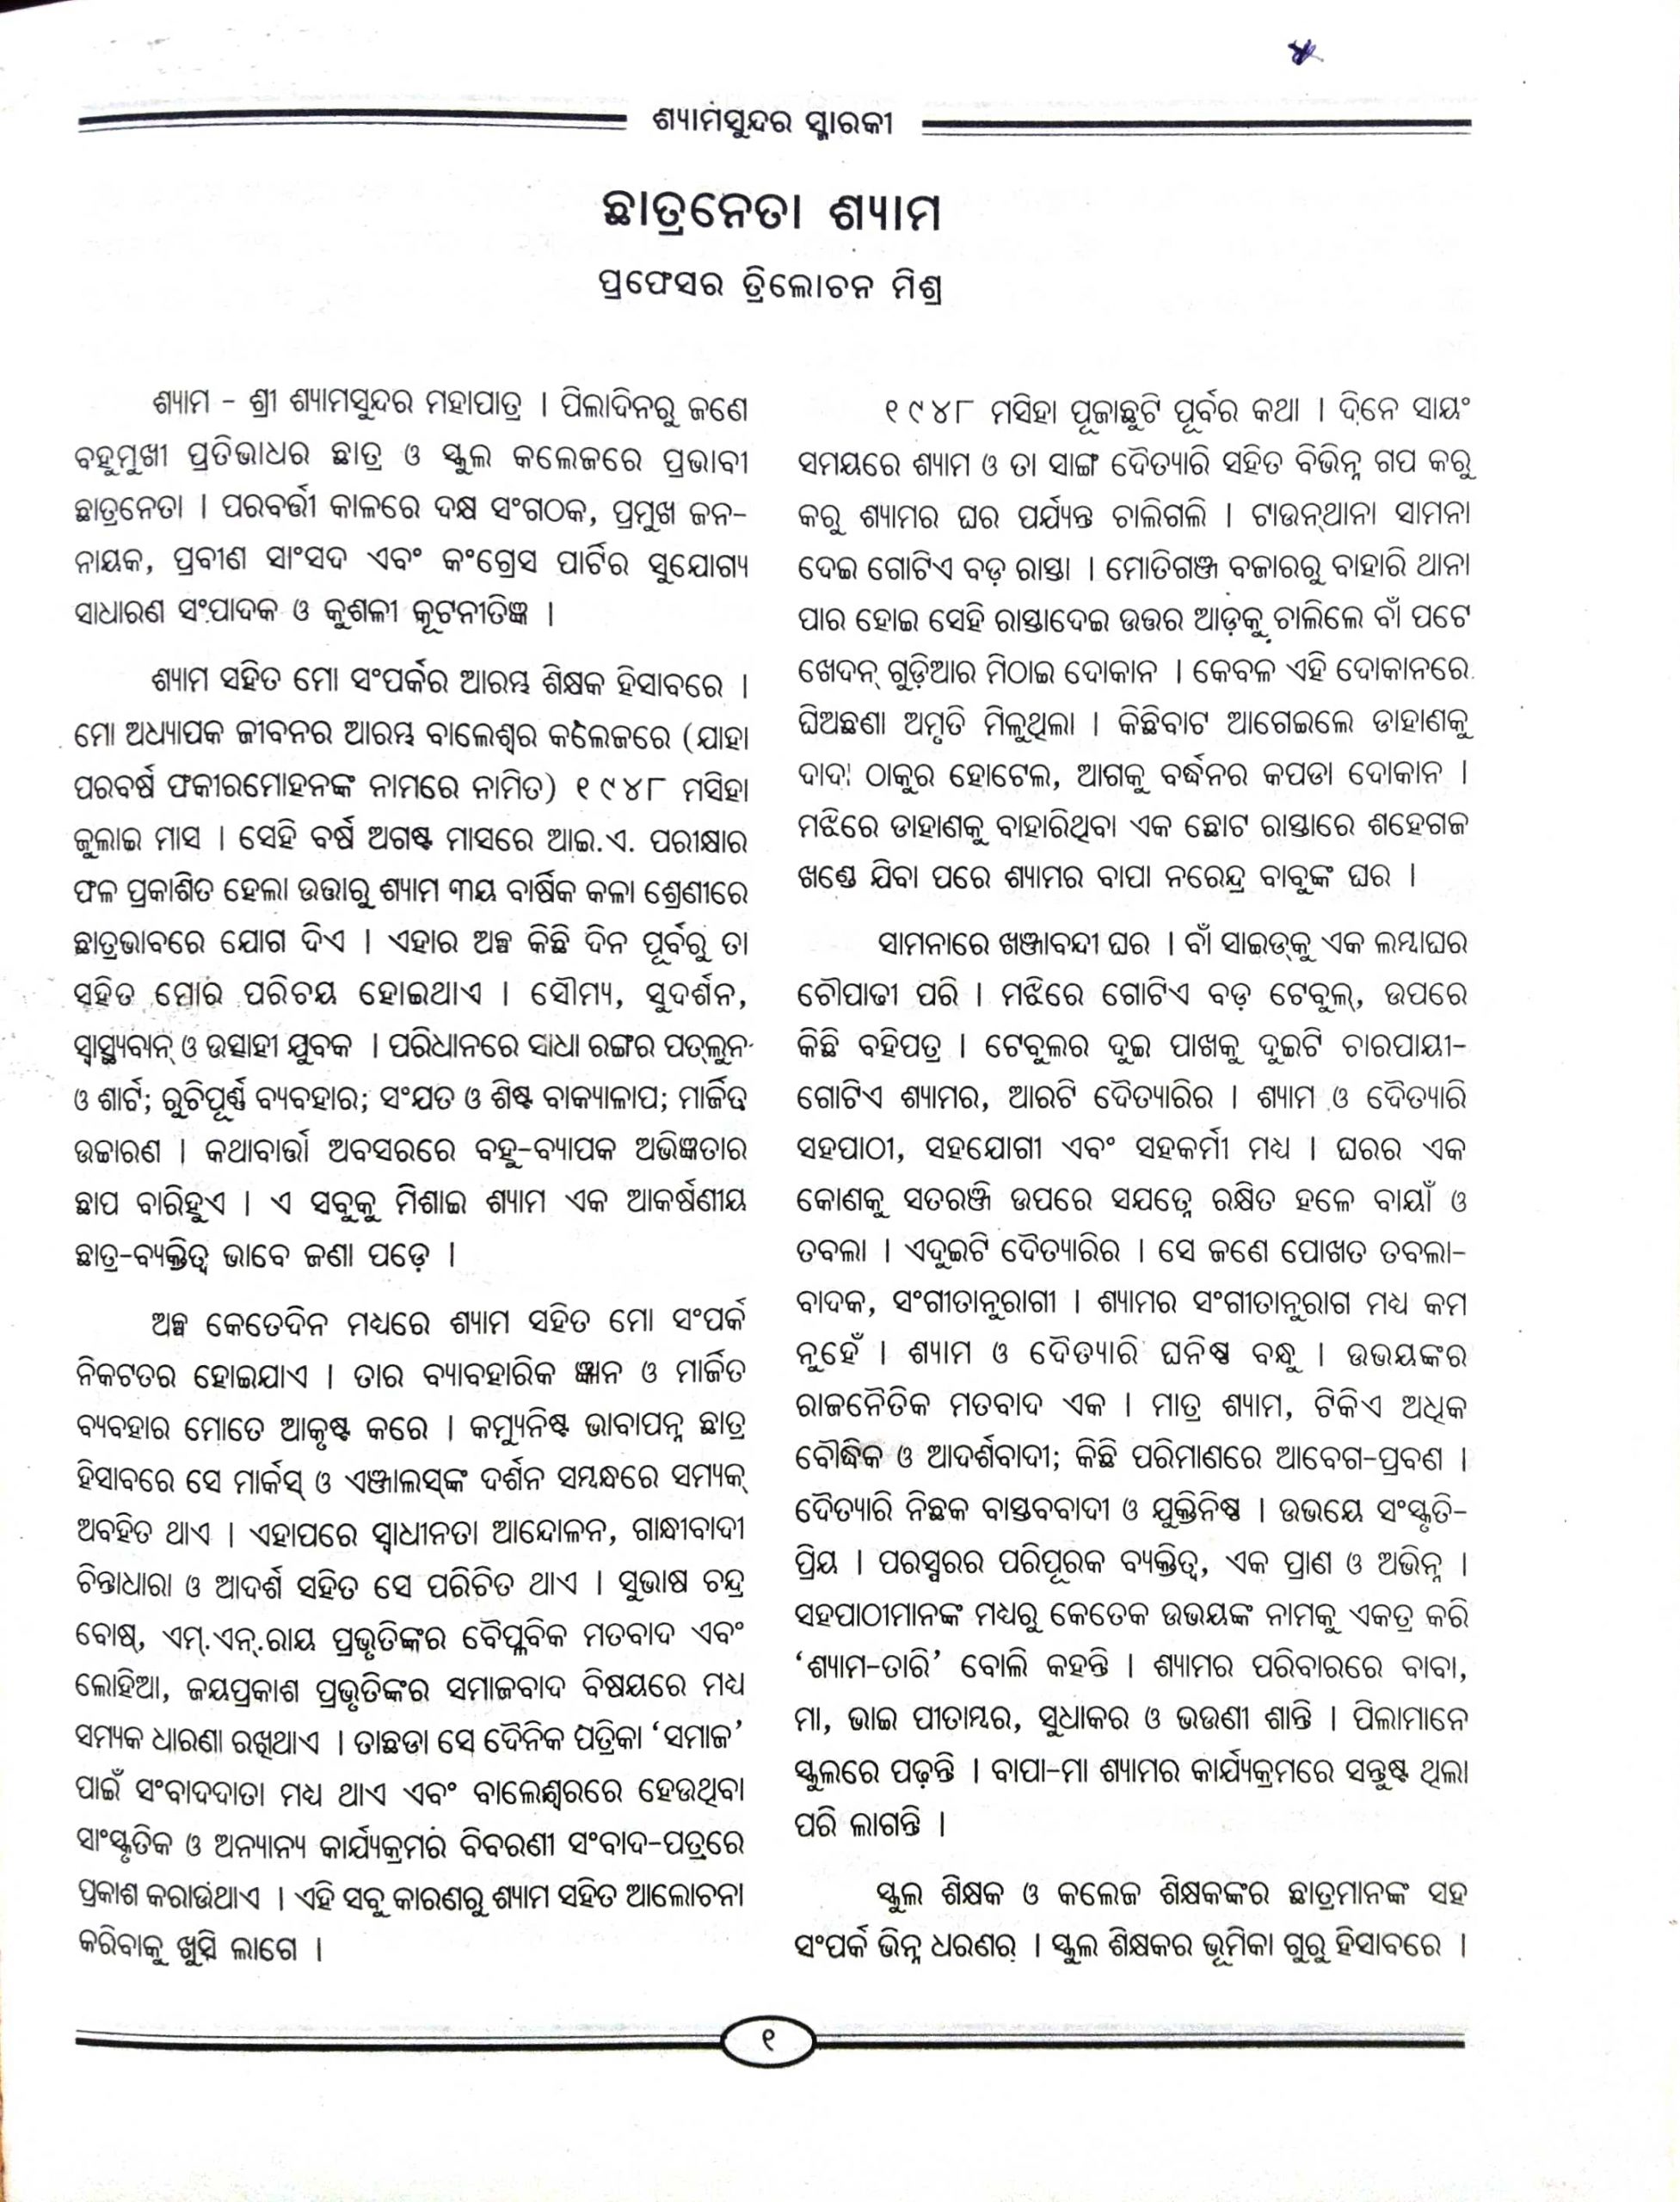 ଶ୍ୟାମସୁନ୍ଦର ସ୍ମାରକୀ
ଛାତ୍ରନେତା ଶ୍ୟାମ
ପ୍ରଫେସର ତ୍ରିଲୋଚନ ମିଶ୍ର
ଶ୍ୟାମ - ଶ୍ରୀ ଶ୍ୟାମସୁନ୍ଦର ମହାପାତ୍ର । ପିଲାଦିନରୁ ଜଣେ
ବହୁମୁଖୀ ପ୍ରତିଭାଧର ଛାତ୍ର ଓ ସ୍କୁଲ କଲେଜରେ ପ୍ରଭାବୀ
ଛାତ୍ରନେତା । ପରବର୍ତ୍ତୀ କାଳରେ ଦକ୍ଷ ସଂଗଠକ, ପ୍ରମୁଖ ଜନ-
ନାୟକ, ପ୍ରବୀଣ ସାଂସଦ ଏବଂ କଂଗ୍ରେସ ପାର୍ଟିର ସୁଯୋଗ୍ୟ
ସାଧାରଣ ସଂପାଦକ ଓ କୁଶଳୀ କୂଟନୀତିଜ୍ଞ ।
ଶ୍ୟାମ ସହିତ ମୋ ସଂପର୍କର ଆରମ୍ଭ ଶିକ୍ଷକ ହିସାବରେ ।
ମୋ ଅଧ୍ୟାପକ ଜୀବନର ଆରମ୍ଭ ବାଲେଶ୍ୱର କଲେଜରେ (ଯାହା
ପରବର୍ଷ ଫକୀରମୋହନଙ୍କ ନାମରେ ନାମିତ) ୧୯୪୮ ମସିହା
ଜୁଲାଇ ମାସ । ସେହି ବର୍ଷ ଅଗଷ୍ଟ ମାସରେ ଆଇ.ଏ. ପରୀକ୍ଷାର
ଫଳ ପ୍ରକାଶିତ ହେଲା ଉତ୍ତାରୁ ଶ୍ୟାମ ୩ୟ ବାର୍ଷିକ କଳା ଶ୍ରେଣୀରେ
ଛାତ୍ରଭାବରେ ଯୋଗ ଦିଏ । ଏହାର ଅଳ୍ପ କିଛି ଦିନ ପୂର୍ବରୁ ତା
ସହିତ ମୋର ପରିଚୟ ହୋଇଥାଏ । ସୌମ୍ୟ, ସୁଦର୍ଶନ,
ସ୍ୱାସ୍ଥ୍ୟବାନ୍ ଓ ଉତ୍ସାହୀ ଯୁବକ । ପରିଧାନରେ ସାଧା ରଙ୍ଗର ପତ୍‌ଲୁନ
ଓ ଶାର୍ଟ; ରୁଚିପୂର୍ଣ୍ଣ ବ୍ୟବହାର; ସଂଯତ ଓ ଶିଷ୍ଟ ବାକ୍ୟାଳାପ; ମାର୍ଜିତ
ଉଚ୍ଚାରଣ । କଥାବାର୍ତ୍ତା ଅବସରରେ ବହୁ-ବ୍ୟାପକ ଅଭିଜ୍ଞତାର
ଛାପ ବାରିହୁଏ । ଏ ସବୁକୁ ମିଶାଇ ଶ୍ୟାମ ଏକ ଆକର୍ଷଣୀୟ
ଛାତ୍ର-ବ୍ୟକ୍ତିତ୍ୱ ଭାବେ ଜଣା ପଡ଼େ ।
ଅଳ୍ପ କେତେଦିନ ମଧ୍ୟରେ ଶ୍ୟାମ ସହିତ ମୋ ସଂପର୍କ
ନିକଟତର ହୋଇଯାଏ । ତାର ବ୍ୟାବହାରିକ ଜ୍ଞାନ ଓ ମାର୍ଜିତ
ବ୍ୟବହାର ମୋତେ ଆକୃଷ୍ଟ କରେ । କମ୍ୟୁନିଷ୍ଟ ଭାବାପନ୍ନ ଛାତ୍ର
ହିସାବରେ ସେ ମାର୍କସ୍ ଓ ଏଞ୍ଜାଲସ୍‌ଙ୍କ ଦର୍ଶନ ସମ୍ବନ୍ଧରେ ସମ୍ୟକ୍
ଅବହିତ ଥାଏ । ଏହାପରେ ସ୍ୱାଧୀନତା ଆନ୍ଦୋଳନ, ଗାନ୍ଧୀବାଦୀ
ଚିନ୍ତାଧାରା ଓ ଆଦର୍ଶ ସହିତ ସେ ପରିଚିତ ଥାଏ । ସୁଭାଷ ଚନ୍ଦ୍ର
ବୋଷ୍, ଏମ୍.ଏନ୍.ରାୟ ପ୍ରଭୃତିଙ୍କର ବୈପ୍ଳବିକ ମତବାଦ ଏବଂ
ଲୋହିଆ, ଜୟପ୍ରକାଶ ପ୍ରଭୃତିଙ୍କର ସମାଜବାଦ ବିଷୟରେ ମଧ୍ୟ
ସମ୍ୟକ ଧାରଣା ରଖିଥାଏ । ତାଛଡା ସେ ଦୈନିକ ପତ୍ରିକା ‘ସମାଜ’
ପାଇଁ ସଂବାଦଦାତା ମଧ୍ୟ ଥାଏ ଏବଂ ବାଲେଶ୍ୱରରେ ହେଉଥିବା
ସାଂସ୍କୃତିକ ଓ ଅନ୍ୟାନ୍ୟ କାର୍ଯ୍ୟକ୍ରମର ବିବରଣୀ ସଂବାଦ-ପତ୍ରରେ
ପ୍ରକାଶ କରାଉଥାଏ । ଏହି ସବୁ କାରଣରୁ ଶ୍ୟାମ ସହିତ ଆଲୋଚନା
କରିବାକୁ ଖୁସି ଲାଗେ ।
୧୯୪୮ ମସିହା ପୂଜାଛୁଟି ପୂର୍ବର କଥା । ଦିନେ ସାୟଂ
ସମୟରେ ଶ୍ୟାମ ଓ ତା ସାଙ୍ଗ ଦୈତ୍ୟାରି ସହିତ ବିଭିନ୍ନ ଗପ କରୁ
କରୁ ଶ୍ୟାମର ଘର ପର୍ଯ୍ୟନ୍ତ ଚାଲିଗଲି । ଟାଉନ୍‌ଥାନା ସାମନା
ଦେଇ ଗୋଟିଏ ବଡ଼ ରାସ୍ତା । ମୋତିଗଞ୍ଜ ବଜାରରୁ ବାହାରି ଥାନା
ପାର ହୋଇ ସେହି ରାସ୍ତାଦେଇ ଉତ୍ତର ଆଡ଼କୁ ଚାଲିଲେ ବାଁ ପଟେ
ଖେଦନ୍ ଗୁଡ଼ିଆର ମିଠାଇ ଦୋକାନ । କେବଳ ଏହି ଦୋକାନରେ
ଘିଅଛଣା ଅମୃତି ମିଳୁଥିଲା । କିଛିବାଟ ଆଗେଇଲେ ଡାହାଣକୁ
ଦାଦା ଠାକୁର ହୋଟେଲ, ଆଗକୁ ବର୍ଦ୍ଧନର କପଡା ଦୋକାନ ।
ମଝିରେ ଡାହାଣକୁ ବାହାରିଥିବା ଏକ ଛୋଟ ରାସ୍ତାରେ ଶହେଗଜ
ଖଣ୍ଡେ ଯିବା ପରେ ଶ୍ୟାମର ବାପା ନରେନ୍ଦ୍ର ବାବୁଙ୍କ ଘର ।
ସାମନାରେ ଖଞ୍ଜାବନ୍ଦୀ ଘର । ବାଁ ସାଇଡ୍‌କୁ ଏକ ଲମ୍ବାଘର
ଚୌପାଢୀ ପରି । ମଝିରେ ଗୋଟିଏ ବଡ଼ ଟେବୁଲ୍, ଉପରେ
କିଛି ବହିପତ୍ର । ଟେବୁଲର ଦୁଇ ପାଖକୁ ଦୁଇଟି ଚାରପାୟୀ-
ଗୋଟିଏ ଶ୍ୟାମର, ଆରଟି ଦୈତ୍ୟାରିର । ଶ୍ୟାମ ଓ ଦୈତ୍ୟାରି
ସହପାଠୀ, ସହଯୋଗୀ ଏବଂ ସହକର୍ମୀ ମଧ୍ୟ । ଘରର ଏକ
କୋଣକୁ ସତରଞ୍ଜି ଉପରେ ସଯତ୍ନେ ରକ୍ଷିତ ହଳେ ବାୟାଁ ଓ
ତବଲା । ଏଦୁଇଟି ଦୈତ୍ୟାରିର । ସେ ଜଣେ ପୋଖତ ତବଲା-
ବାଦକ, ସଂଗୀତାନୁରାଗୀ । ଶ୍ୟାମର ସଂଗୀତାନୁରାଗ ମଧ୍ୟ କମ
ନୁହେଁ । ଶ୍ୟାମ ଓ ଦୈତ୍ୟାରି ଘନିଷ୍ଠ ବନ୍ଧୁ । ଉଭୟଙ୍କର
ରାଜନୈତିକ ମତବାଦ ଏକ । ମାତ୍ର ଶ୍ୟାମ, ଟିକିଏ ଅଧିକ
ବୌଦ୍ଧିକ ଓ ଆଦର୍ଶବାଦୀ; କିଛି ପରିମାଣରେ ଆବେଗ-ପ୍ରବଣ ।
ଦୈତ୍ୟାରି ନିଛକ ବାସ୍ତବବାଦୀ ଓ ଯୁକ୍ତିନିଷ୍ଠ । ଉଭୟେ ସଂସ୍କୃତି-
ପ୍ରିୟ । ପରସ୍ପରର ପରିପୂରକ ବ୍ୟକ୍ତିତ୍ୱ, ଏକ ପ୍ରାଣ ଓ ଅଭିନ୍ନ ।
ସହପାଠୀମାନଙ୍କ ମଧ୍ୟରୁ କେତେକ ଉଭୟଙ୍କ ନାମକୁ ଏକତ୍ର କରି
‘ଶ୍ୟାମ-ତାରି’ ବୋଲି କହନ୍ତି । ଶ୍ୟାମର ପରିବାରରେ ବାବା,
ମା, ଭାଇ ପୀତାମ୍ବର, ସୁଧାକର ଓ ଭଉଣୀ ଶାନ୍ତି । ପିଲାମାନେ
ସ୍କୁଲରେ ପଢ଼ନ୍ତି । ବାପା-ମା ଶ୍ୟାମର କାର୍ଯ୍ୟକ୍ରମରେ ସନ୍ତୁଷ୍ଟ ଥିଲା
ପରି ଲାଗନ୍ତି ।
ସ୍କୁଲ ଶିକ୍ଷକ ଓ କଲେଜ ଶିକ୍ଷକଙ୍କର ଛାତ୍ରମାନଙ୍କ ସହ
ସଂପର୍କ ଭିନ୍ନ ଧରଣର । ସ୍କୁଲ ଶିକ୍ଷକର ଭୂମିକା ଗୁରୁ ହିସାବରେ ।
୧